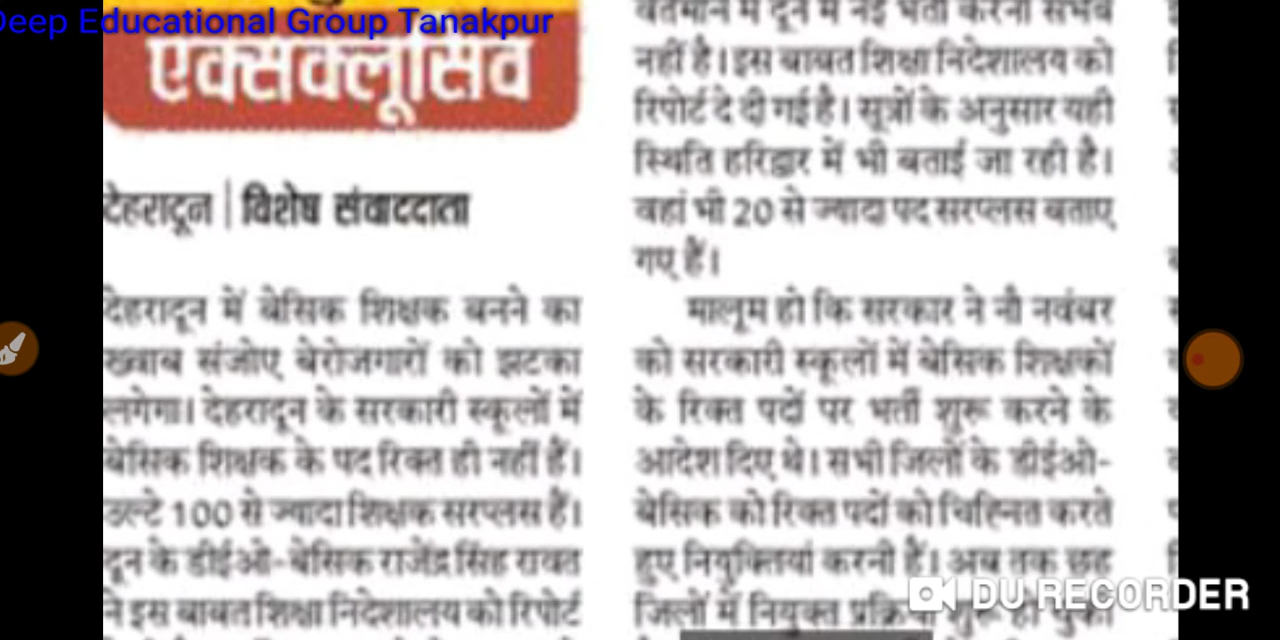 Deep Educational Group Tanakpur
एक्सक्लूसिव
देहरादून | विशेष संवाददाता
देहरादून में बेसिक शिक्षक बनने का
ख्वाब संजोए बेरोजगारों को झटका
लगेगा। देहरादून के सरकारी स्कूलों में
बेसिक शिक्षक के पद रिक्त ही नहीं हैं।
उल्टे 100 से ज्यादा शिक्षक सरप्लस हैं।
दून के डीईओ-बेसिक राजेंद्र सिंह रावत
ने इस बाबत शिक्षा निदेशालय को रिपोर्ट
वर्तमान में दून में नई भर्ती करना संभव
नहीं है। इस बाबत शिक्षा निदेशालय को
रिपोर्ट दे दी गई है। सूत्रों के अनुसार यही
स्थिति हरिद्वार में भी बताई जा रही है।
वहां भी 20 से ज्यादा पद सरप्लस बताए
गए हैं।
मालूम हो कि सरकार ने नौ नवंबर
को सरकारी स्कूलों में बेसिक शिक्षकों
के रिक्त पदों पर भर्ती शुरू करने के
आदेश दिए थे। सभी जिलों के डीईओ-
बेसिक को रिक्त पदों को चिह्नित करते
हुए नियुक्तियां करनी हैं। अब तक छह
जिलों में नियुक्त प्रक्रिया शुरू हो चुकी
DU RECORDER